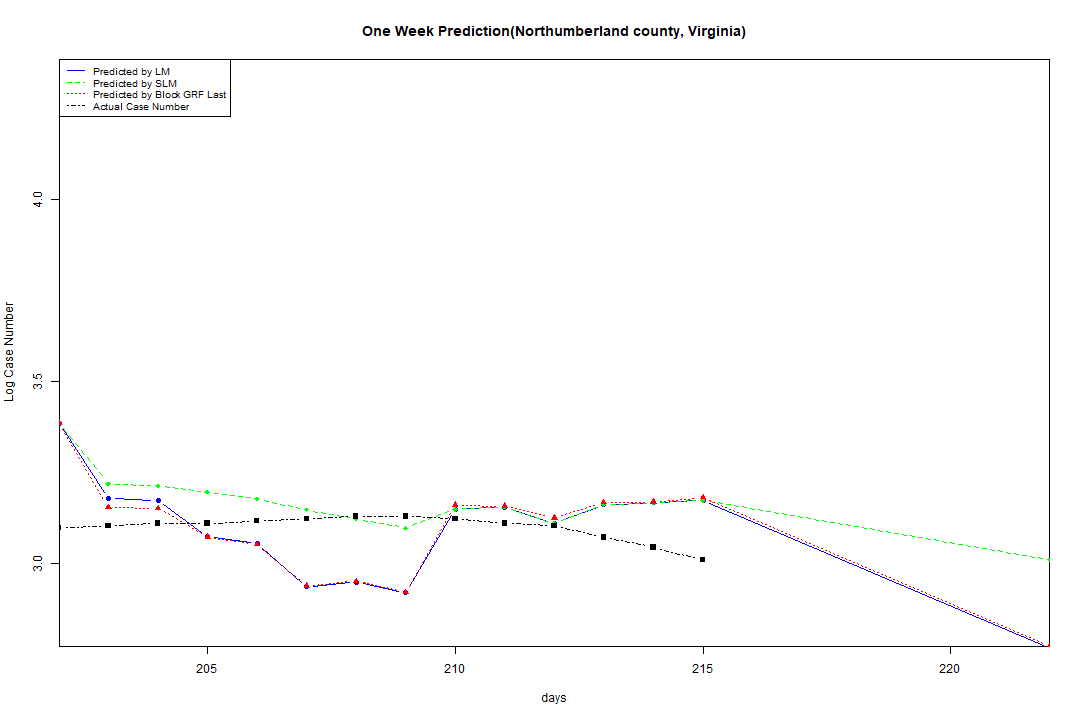 One Week Prediction(Northumberland county, Virginia)
Predicted by LM
Predicted by SLM
Predicted by Block GRF Last
Actual Case Number
Log Case Number
4.0
3.5
3.0
205
210
215
220
days